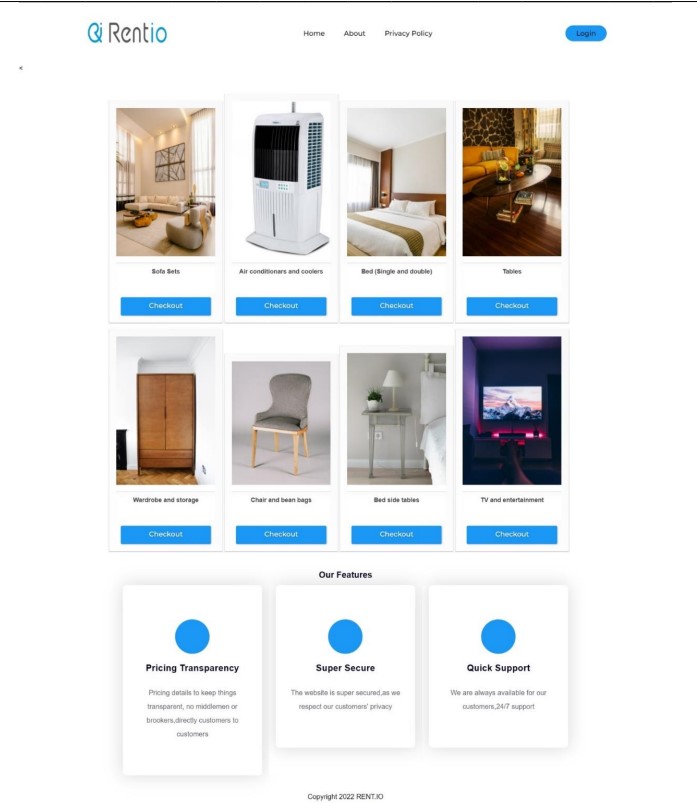 Rentio
Home About Privacy Policy
Login
<
Sofa Sets
Air conditionars and coolers
Bed (Single and double)
Tables
Checkout
Checkout
Checkout
Checkout
Wardrobe and storage
Chair and bean bags
Bed side tables
TV and entertainment
Checkout
Checkout
Checkout
Checkout
Our Features
Pricing Transparency
Pricing details to keep things
transparent, no middlemen or
brookers,directly customers to
customers
Super Secure
The website is super secured,as we
respect our customers' privacy
Quick Support
We are always available for our
customers,24/7 support
Copyright 2022 RENT.IO